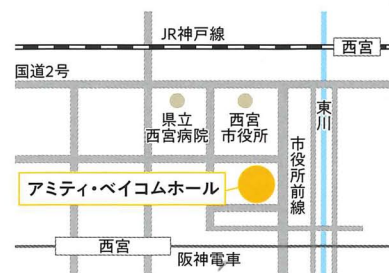 JR神戸線
西宮
国道2号
県立
西宮病院
西宮
市役所
東川
市役所前線
アミティ・ベイコムホール
西宮
阪神電車